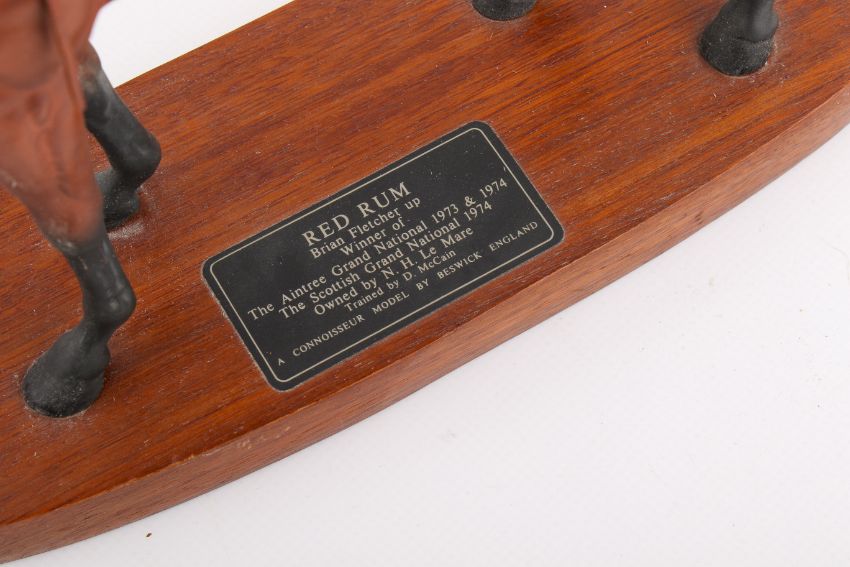 RED RUM
Brian Fletcher up
Winner of
The Aintree Grand National 1973 & 1974
The Scottish Grand National 1974
Owned by N. H. Le Mare
Trained by D. McCain
A CONNOISSEUR MODEL BY BESWICK ENGLAND